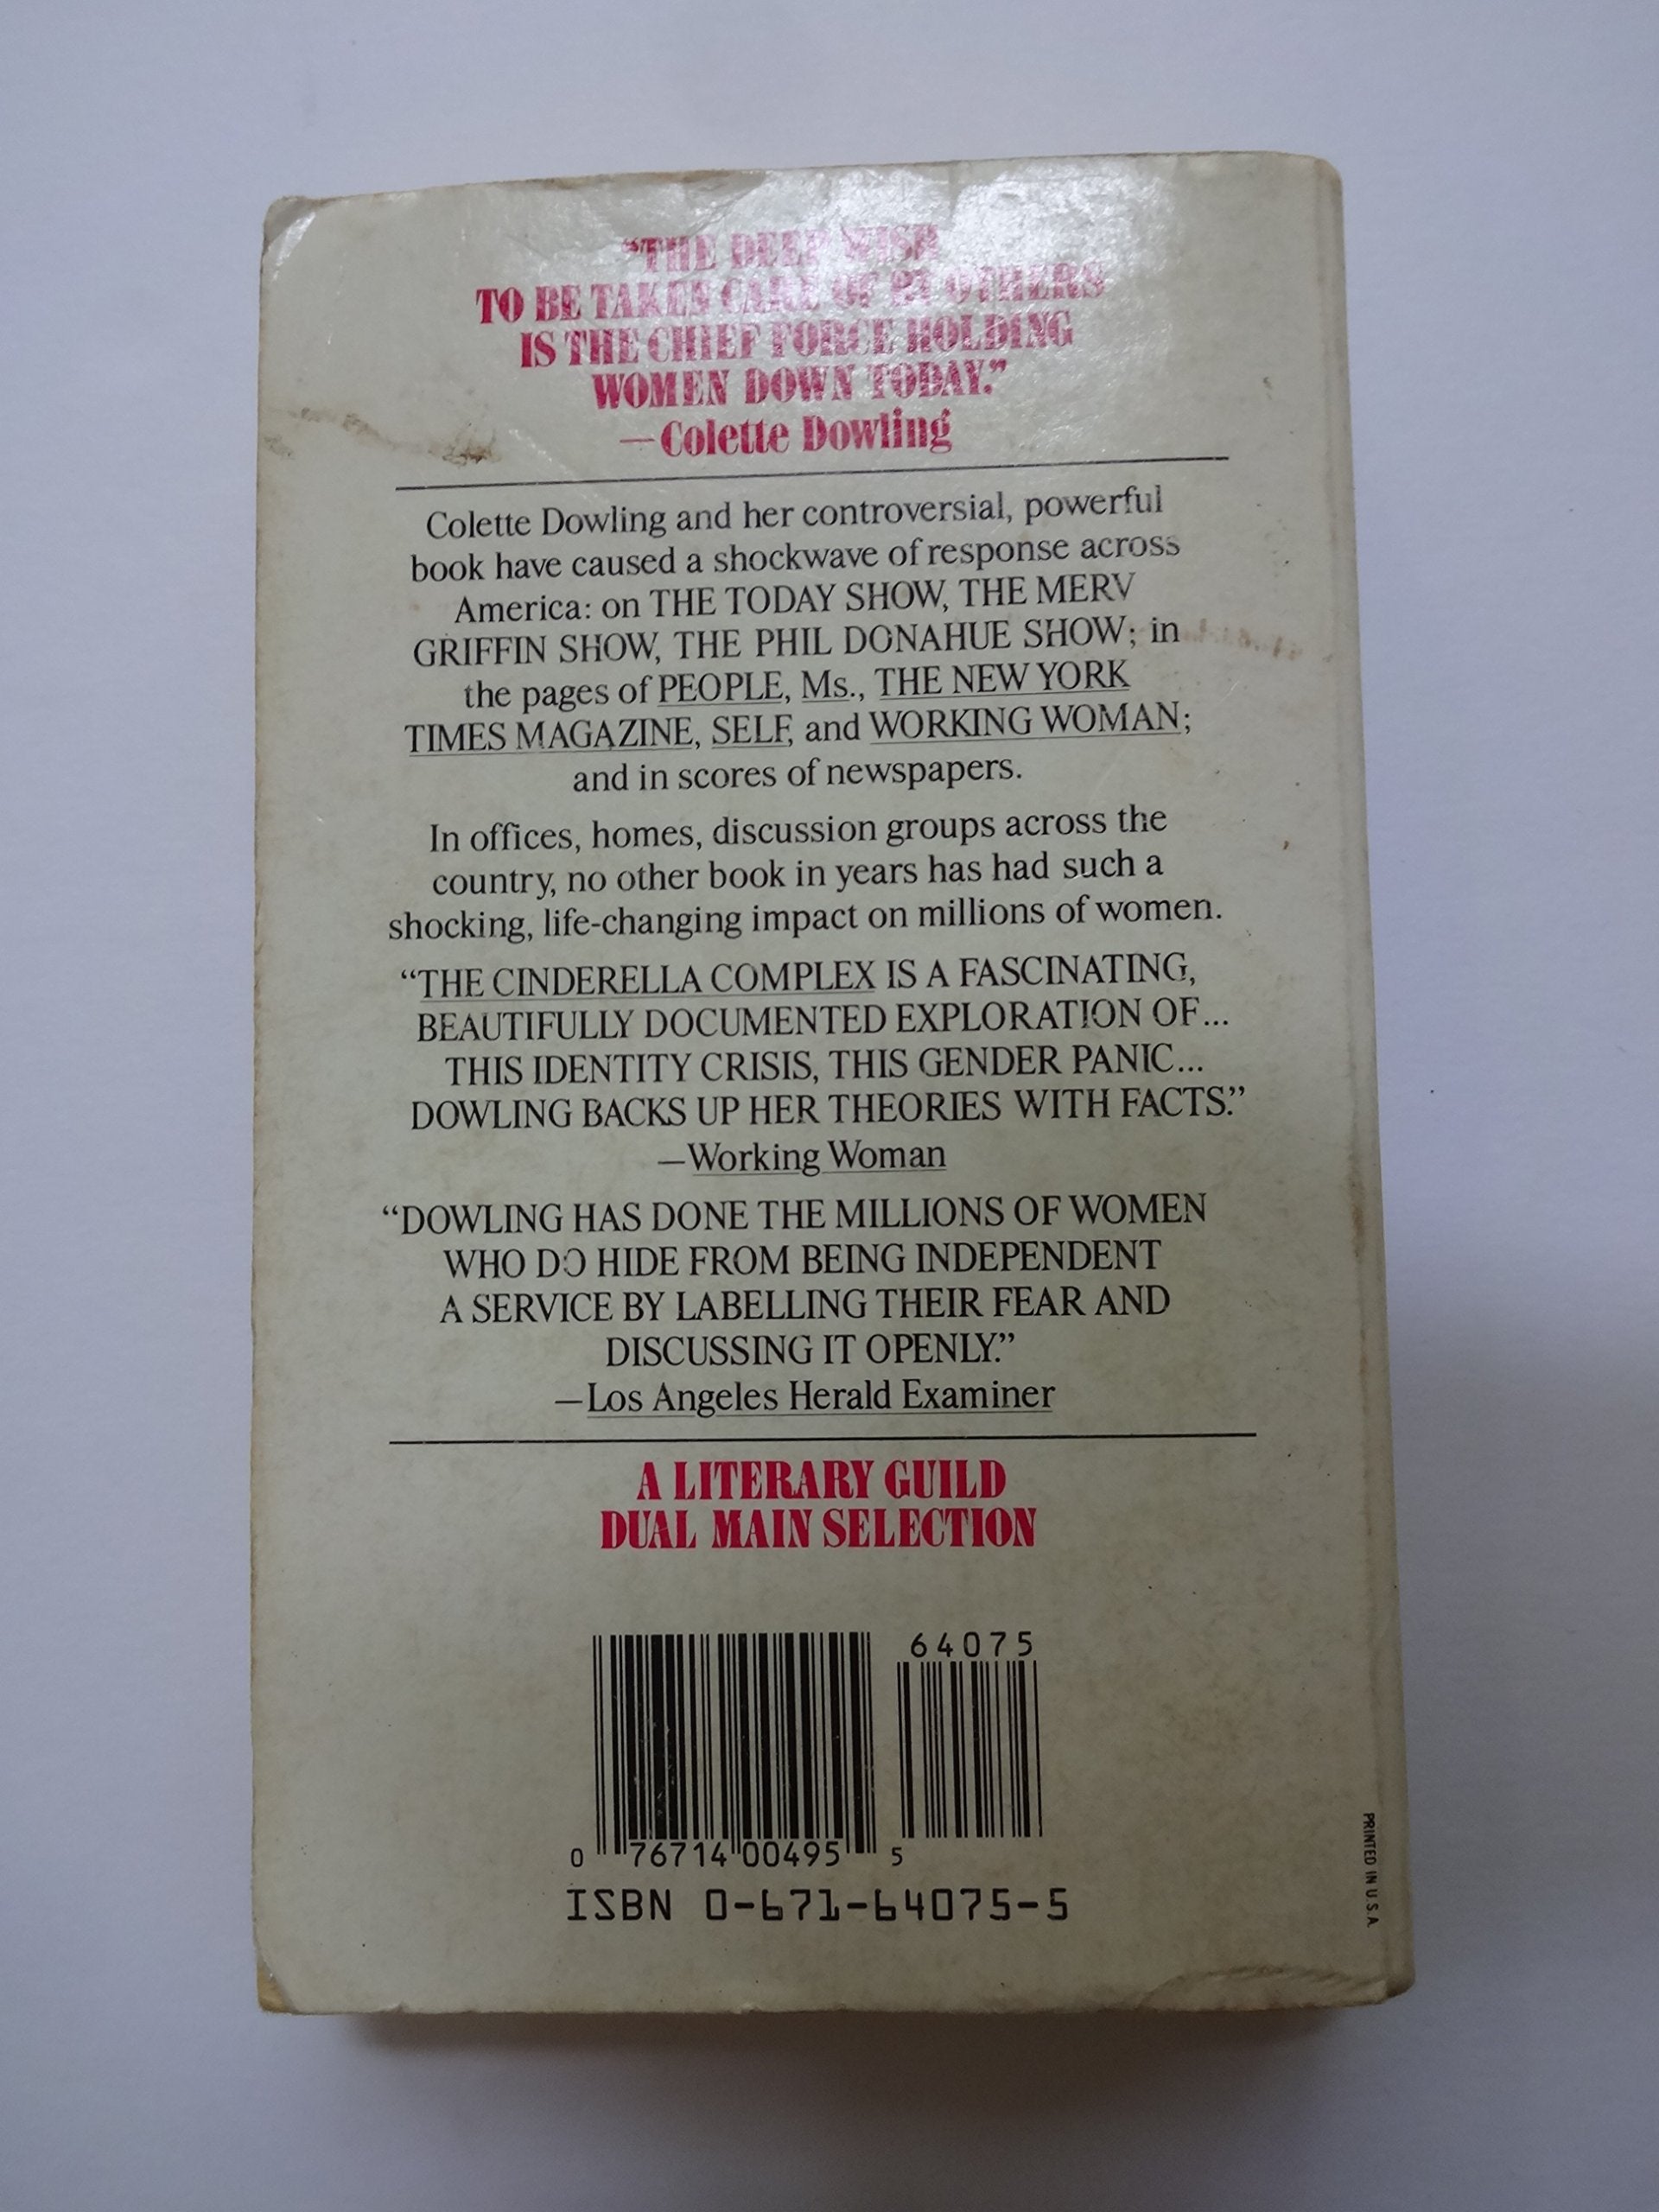 "THE DEEP WISH
TO BE TAKEN CARE OF BY OTHERS
IS THE CHIEF FORCE HOLDING
WOMEN DOWN TODAY."
—Colette Dowling
Colette Dowling and her controversial, powerful
book have caused a shockwave of response across
America: on THE TODAY SHOW, THE MERV
GRIFFIN SHOW, THE PHIL DONAHUE SHOW; in
the pages of PEOPLE, Ms., THE NEW YORK
TIMES MAGAZINE, SELF, and WORKING WOMAN;
and in scores of newspapers.
In offices, homes, discussion groups across the
country, no other book in years has had such a
shocking, life-changing impact on millions of women.
"THE CINDERELLA COMPLEX IS A FASCINATING,
BEAUTIFULLY DOCUMENTED EXPLORATION OF...
THIS IDENTITY CRISIS, THIS GENDER PANIC...
DOWLING BACKS UP HER THEORIES WITH FACTS."
—Working Woman
"DOWLING HAS DONE THE MILLIONS OF WOMEN
WHO DO HIDE FROM BEING INDEPENDENT
A SERVICE BY LABELLING THEIR FEAR AND
DISCUSSING IT OPENLY."
—Los Angeles Herald Examiner
A LITERARY GUILD
DUAL MAIN SELECTION
64075
0 76714 00495 5
ISBN 0-671-64075-5
PRINTED IN U.S.A.